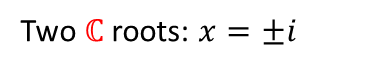 Two ℂ roots: 𝑥 = ±𝑖